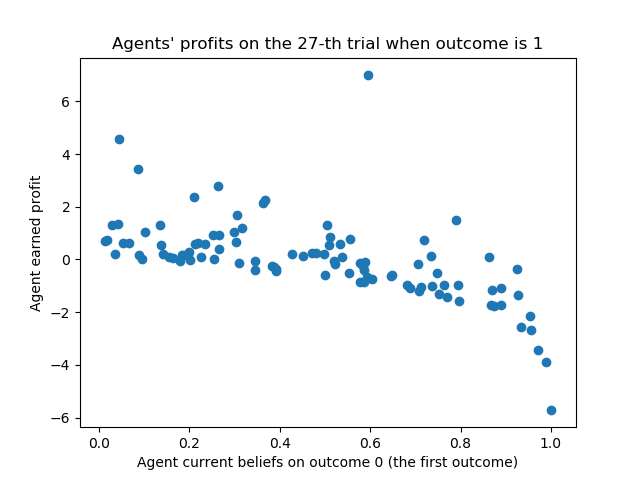 Agents' profits on the 27-th trial when outcome is 1
Agent earned profit
6
4
2
0
−2
−4
−6
0.0 0.2 0.4 0.6 0.8 1.0
Agent current beliefs on outcome 0 (the first outcome)